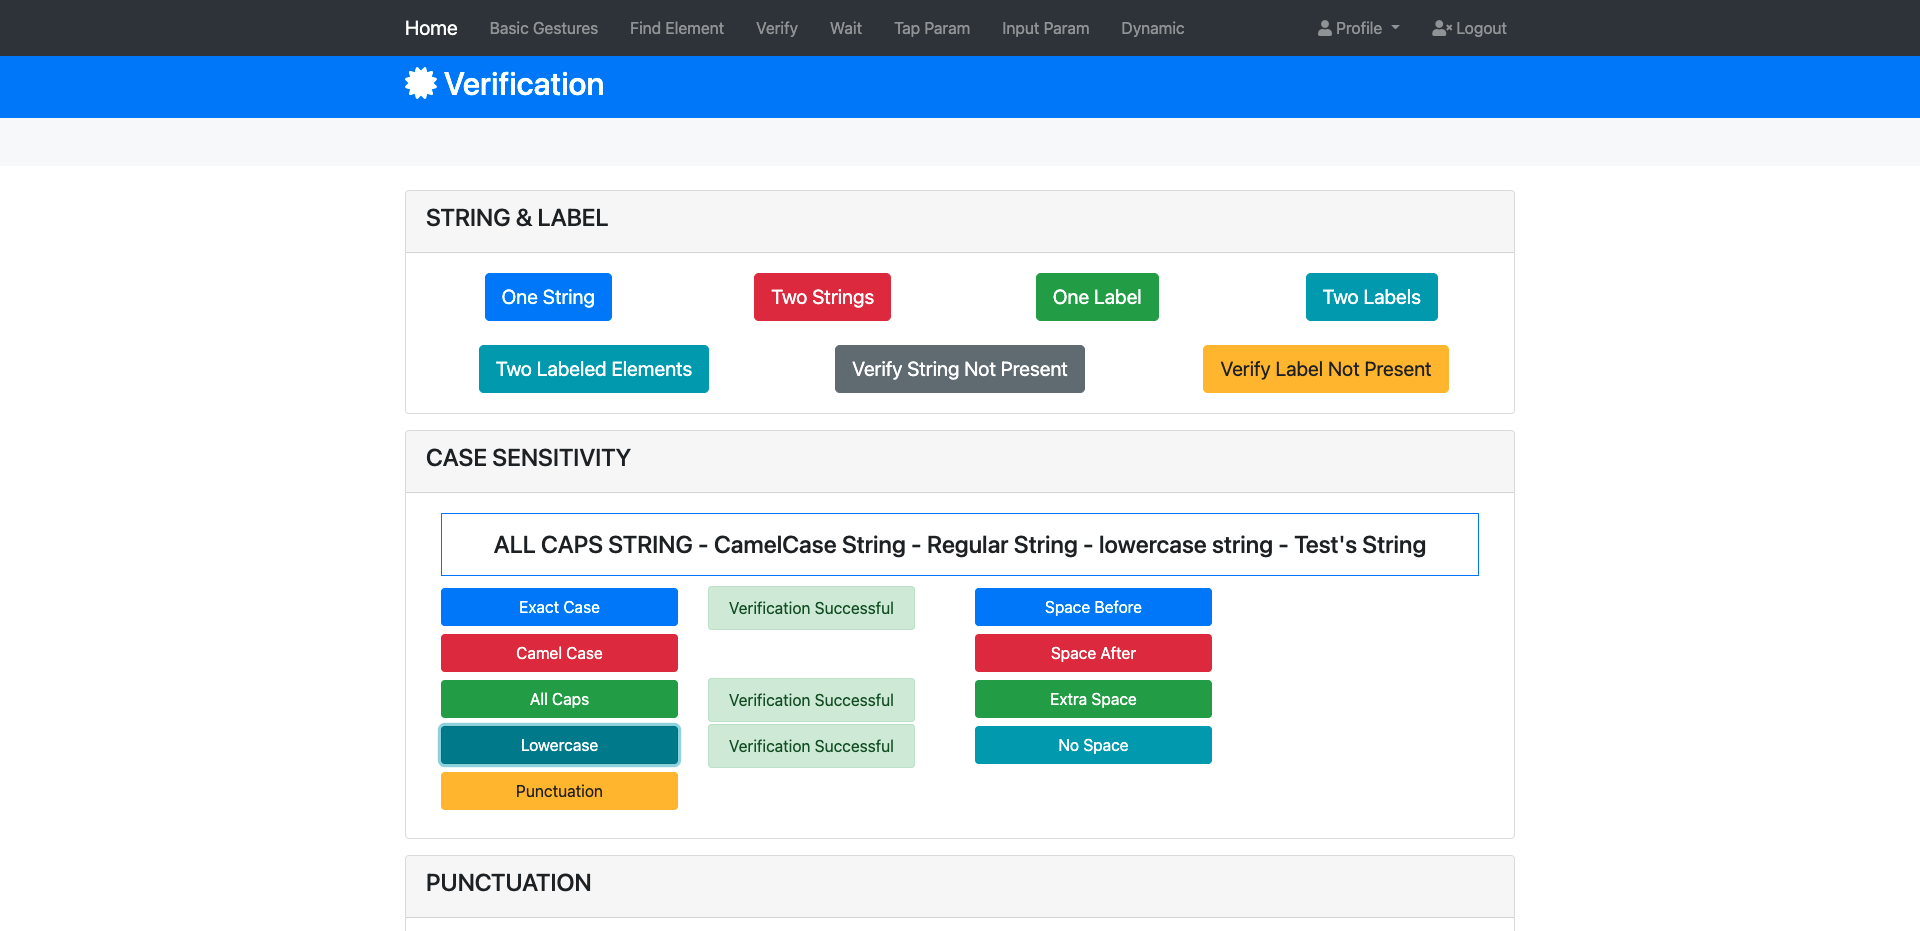 Home Basic Gestures Find Element Verify Wait Tap Param Input Param Dynamic Profile Logout
Verification
STRING & LABEL
One String Two Strings One Label Two Labels
Two Labeled Elements Verify String Not Present Verify Label Not Present
CASE SENSITIVITY
ALL CAPS STRING - CamelCase String - Regular String - lowercase string - Test's String
Exact Case Verification Successful Space Before
Camel Case Space After
All Caps Verification Successful Extra Space
Lowercase Verification Successful No Space
Punctuation
PUNCTUATION